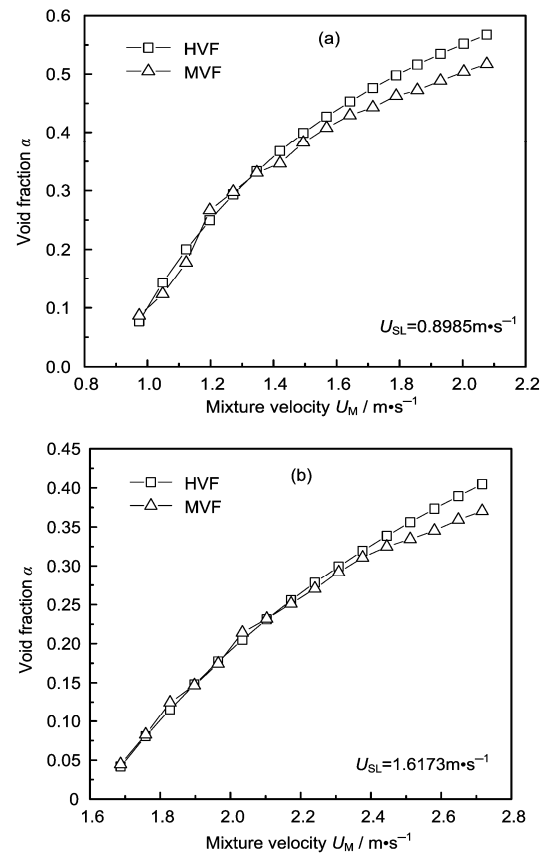 (a)
HVF
MVF
0.6
0.5
0.4
0.3
0.2
0.1
0.0
Void fraction α
U_SL=0.8985m•s⁻¹
0.8 1.0 1.2 1.4 1.6 1.8 2.0 2.2
Mixture velocity U_M / m•s⁻¹
(b)
HVF
MVF
0.45
0.40
0.35
0.30
0.25
0.20
0.15
0.10
0.05
0
Void fraction α
U_SL=1.6173m•s⁻¹
1.6 1.8 2.0 2.2 2.4 2.6 2.8
Mixture velocity U_M / m•s⁻¹